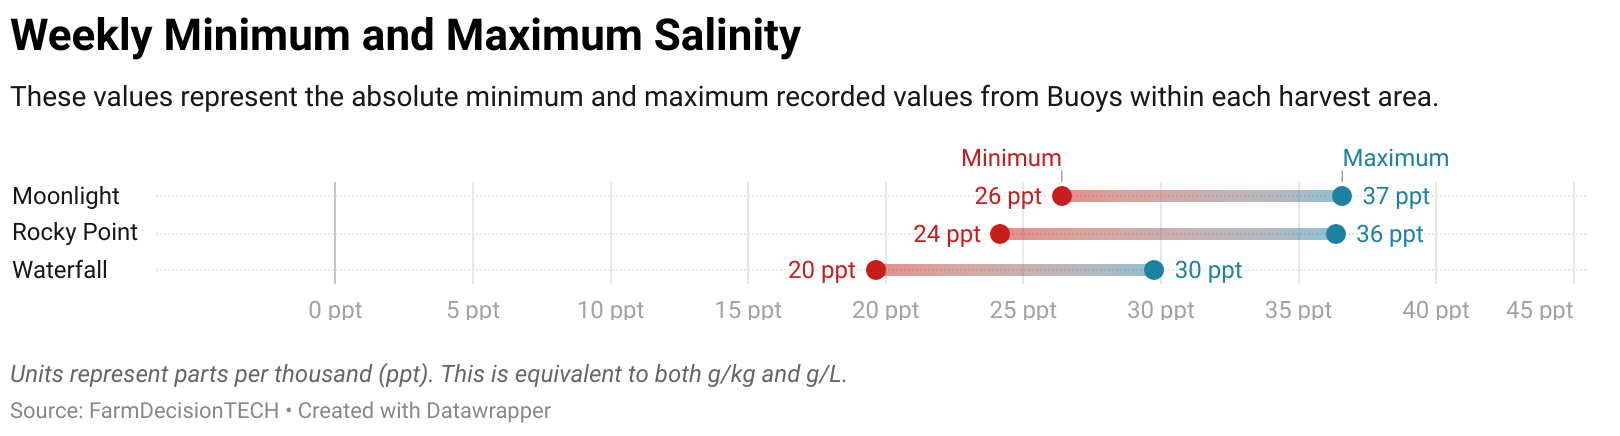 Weekly Minimum and Maximum Salinity
These values represent the absolute minimum and maximum recorded values from Buoys within each harvest area.
Minimum Maximum
Moonlight 26 ppt 37 ppt
Rocky Point 24 ppt 36 ppt
Waterfall 20 ppt 30 ppt
0 ppt 5 ppt 10 ppt 15 ppt 20 ppt 25 ppt 30 ppt 35 ppt 40 ppt 45 ppt
Units represent parts per thousand (ppt). This is equivalent to both g/kg and g/L.
Source: FarmDecisionTECH • Created with Datawrapper